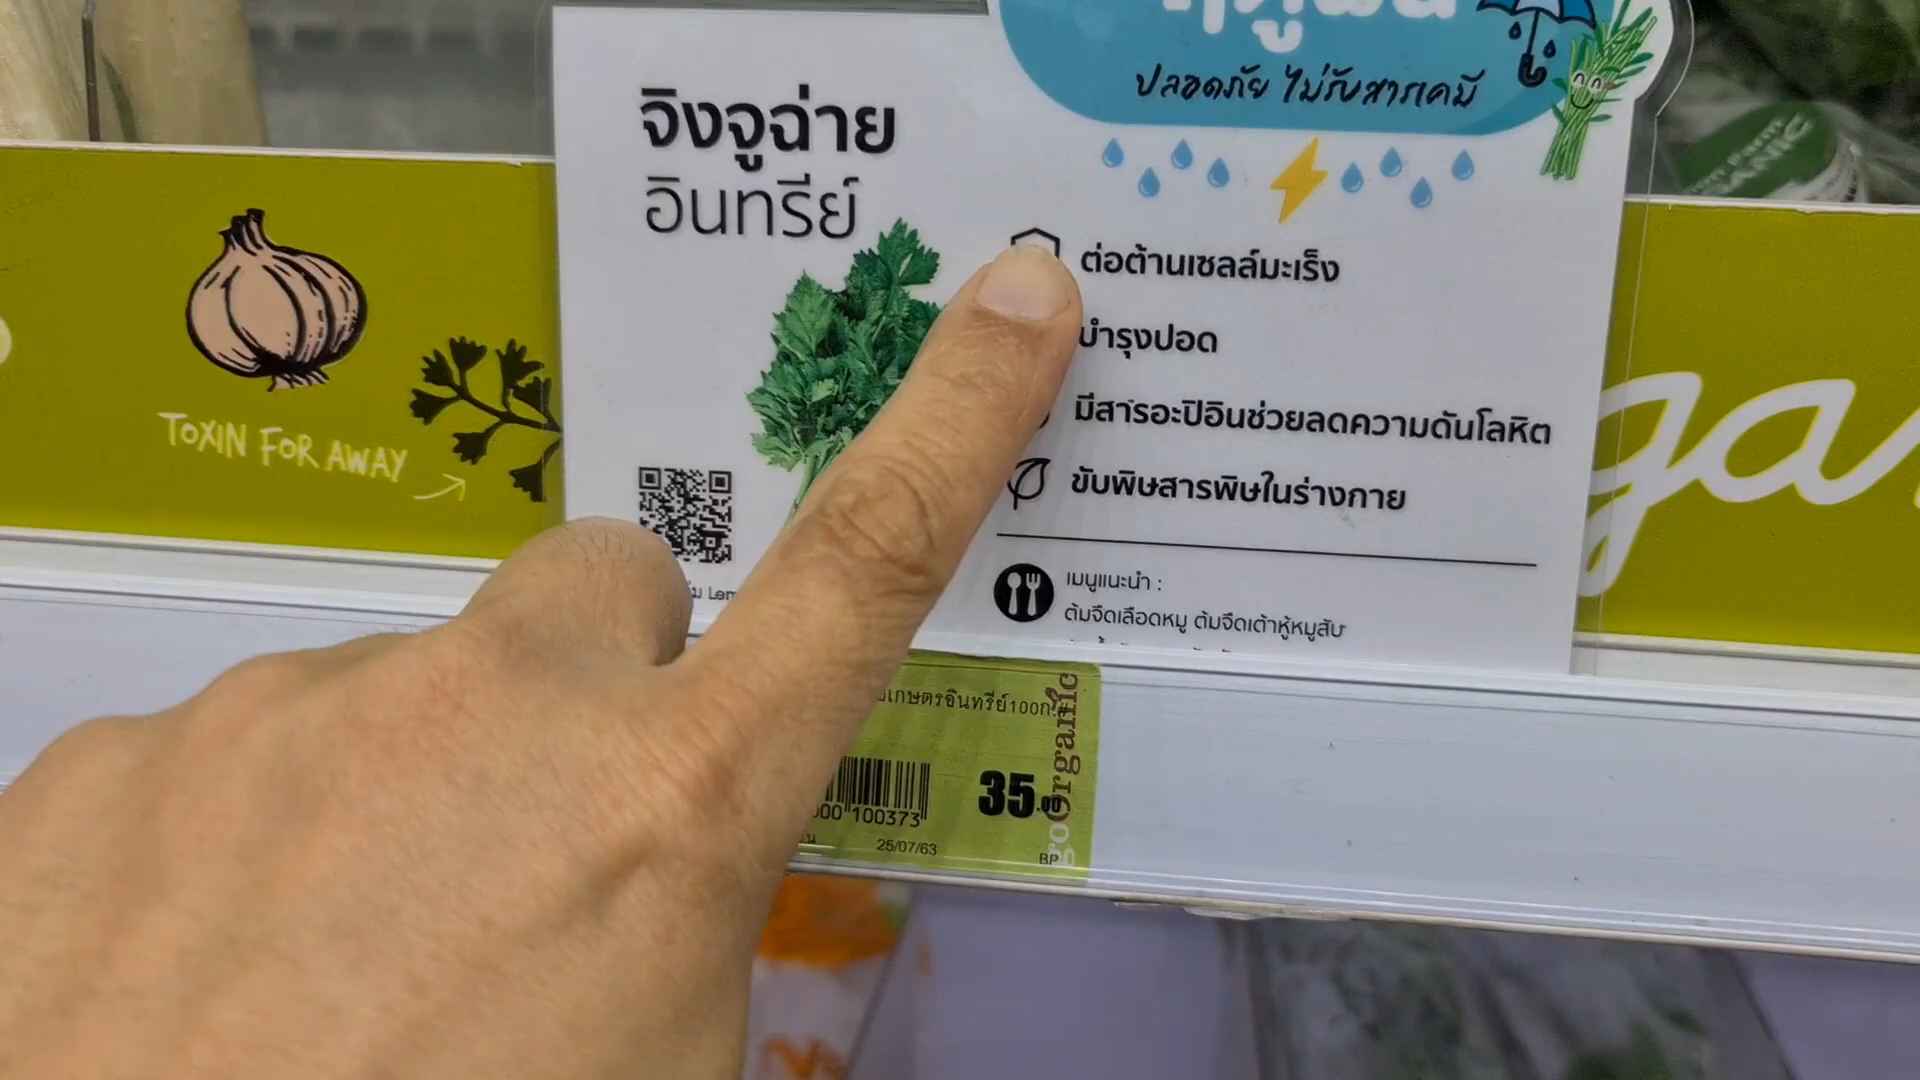 ปลอดภัย ไม่รับสารเคมี
จิงจูฉ่าย
อินทรีย์
ต่อต้านเซลล์มะเร็ง
บำรุงปอด
มีสารอะปิอินช่วยลดความดันโลหิต
ขับพิษสารพิษในร่างกาย
เมนูแนะนำ :
ต้มจืดเลือดหมู ต้มจืดเต้าหู้หมูสับ
TOXIN FOR AWAY
เกษตรอินทรีย์100ก.
35.00
goOrganic
100373
25/07/63
BP